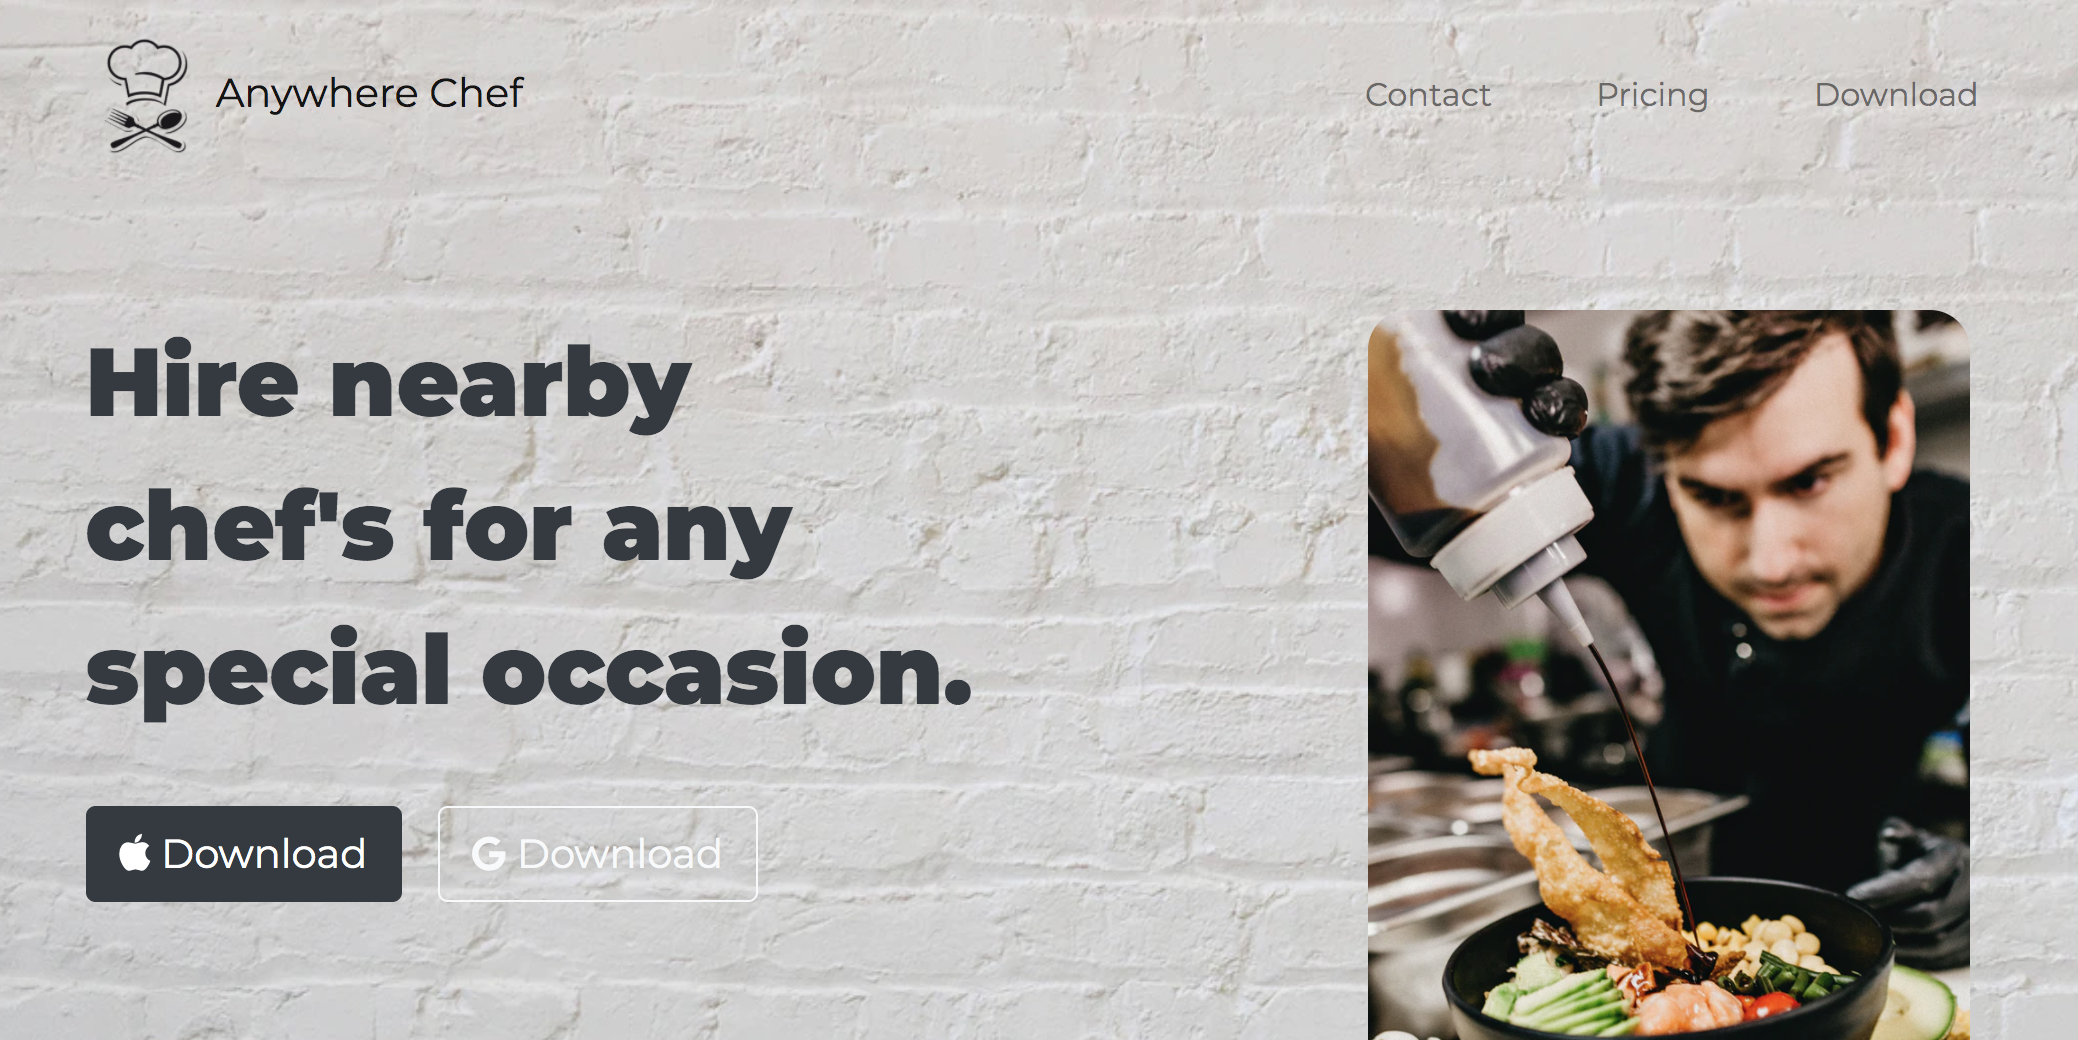 Anywhere Chef
Contact Pricing Download
Hire nearby
chef's for any
special occasion.
Download Download